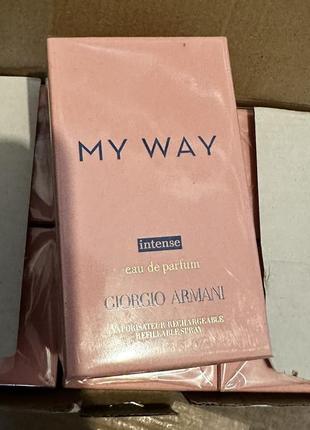 MY WAY
intense
eau de parfum
GIORGIO ARMANI
VAPORISATEUR RECHARGEABLE
REFILLABLE SPRAY